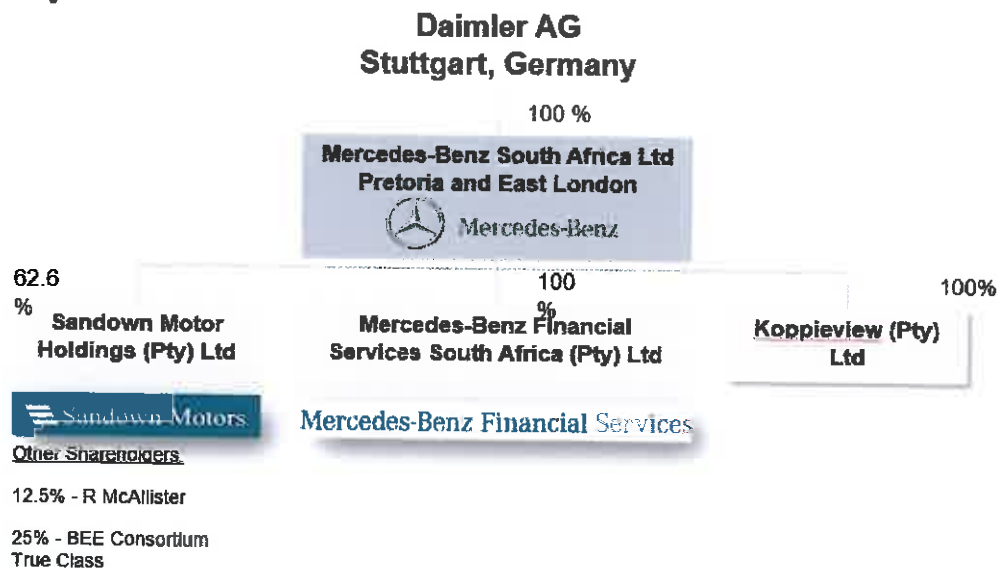 Daimler AG
Stuttgart, Germany
100 %
Mercedes-Benz South Africa Ltd
Pretoria and East London
Mercedes-Benz
62.6
%
100
%
100%
Sandown Motor
Holdings (Pty) Ltd
Mercedes-Benz Financial
Services South Africa (Pty) Ltd
Koppieview (Pty)
Ltd
Sandown Motors
Mercedes-Benz Financial Services
Other Shareholders
12.5% - R McAllister
25% - BEE Consortium
True Class